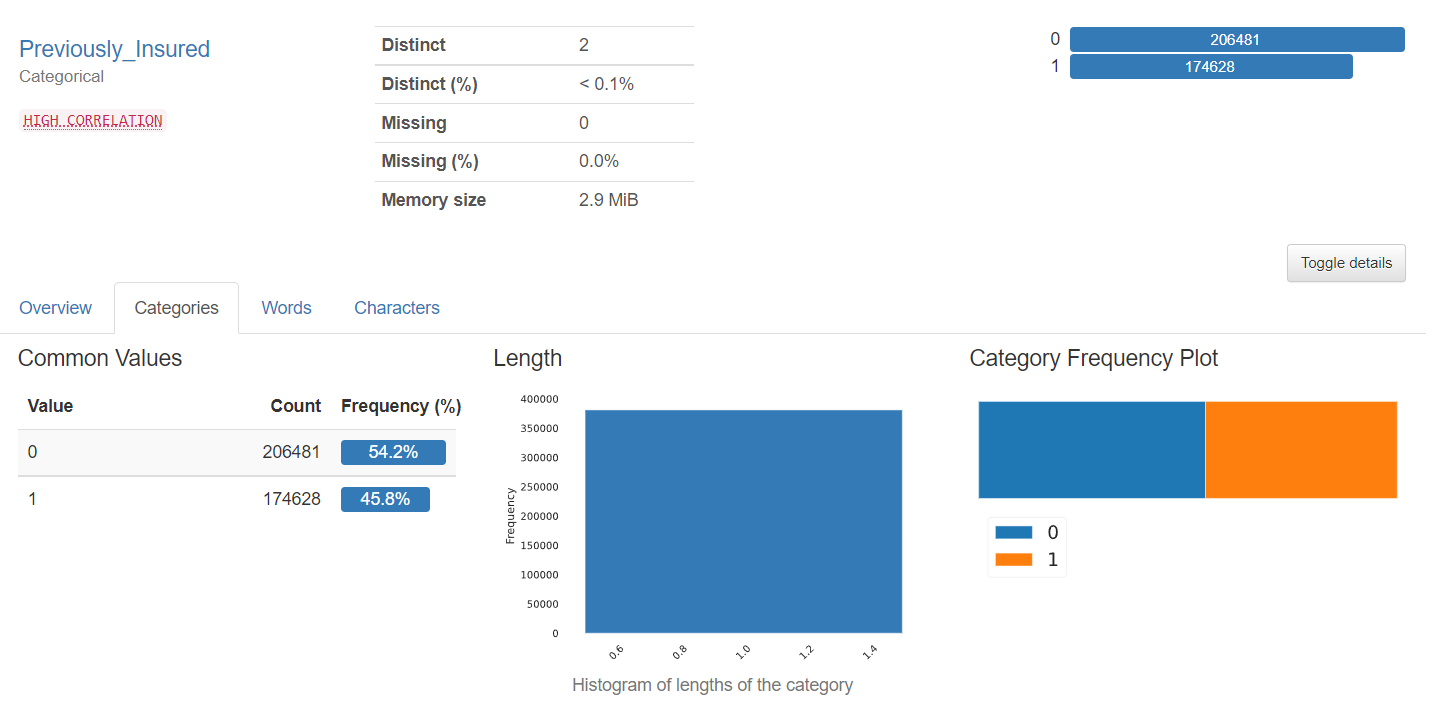 Previously_Insured
Categorical
HIGH CORRELATION
Distinct 2
Distinct (%) < 0.1%
Missing 0
Missing (%) 0.0%
Memory size 2.9 MiB
0 206481
1 174628
Toggle details
Overview Categories Words Characters
Common Values
Value Count Frequency (%)
0 206481 54.2%
1 174628 45.8%
Length
400000
350000
300000
250000
200000
150000
100000
50000
0
Frequency
0.6 0.8 1.0 1.2 1.4
Histogram of lengths of the category
Category Frequency Plot
0
1